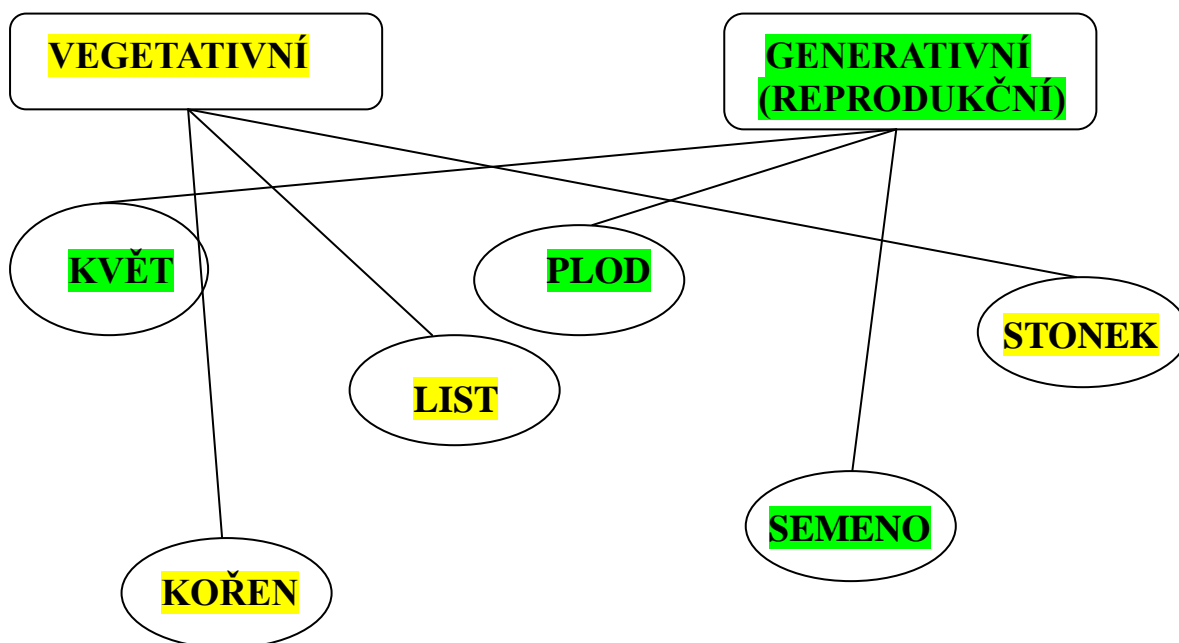 VEGETATIVNÍ
GENERATIVNÍ
(REPRODUKČNÍ)
KVĚT
PLOD
STONEK
LIST
SEMENO
KOŘEN